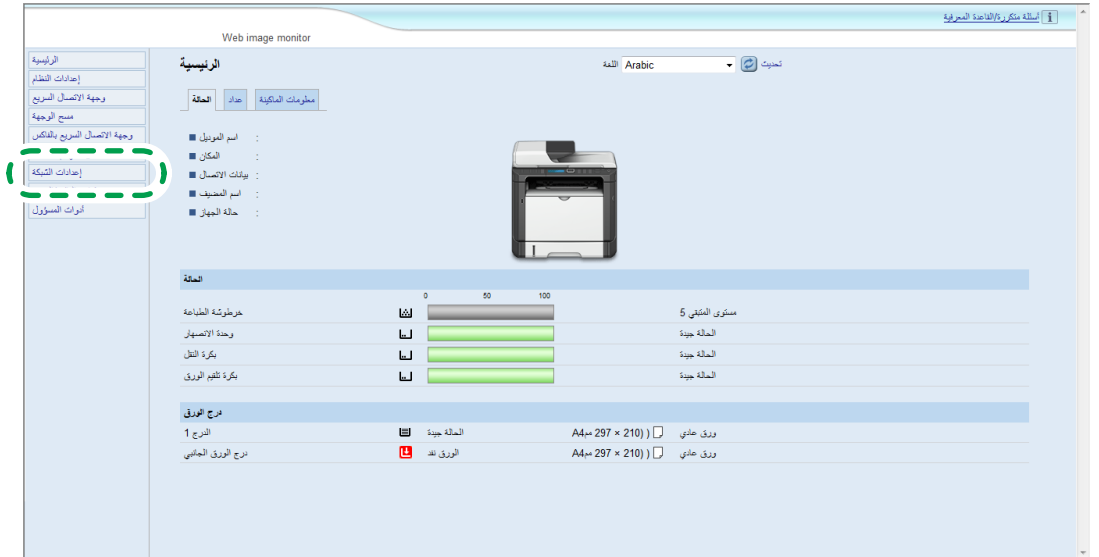 أسئلة متكررة/القاعدة المعرفية
Web image monitor
الرئيسية
إعدادات النظام
وجهة الاتصال السريع
مسح الوجهة
وجهة الاتصال السريع بالفاكس
إعدادات الشبكة
أدوات المسؤول
الرئيسية
اللغة Arabic تحديث
الحالة عداد معلومات الماكينة
اسم الموديل :
المكان :
بيانات الاتصال :
اسم المضيف :
حالة الجهاز :
الحالة
0 50 100
خرطوشة الطباعة مستوى المتبقي 5
وحدة الانصهار الحالة جيدة
بكرة النقل الحالة جيدة
بكرة تلقيم الورق الحالة جيدة
درج الورق
الدرج 1 الحالة جيدة A4مم 297 × 210) ) ورق عادي
درج الورق الجانبي الورق نفد A4مم 297 × 210) ) ورق عادي